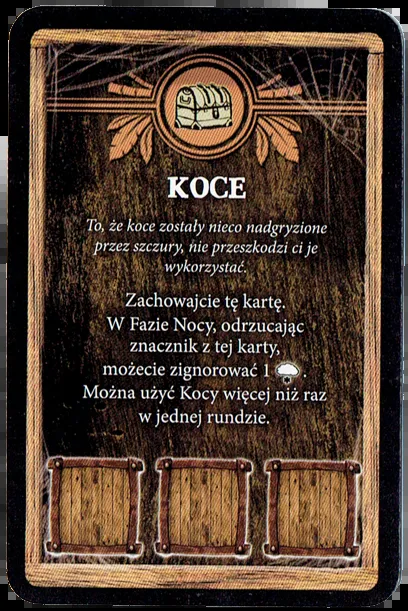 KOCE
To, że koce zostały nieco nadgryzione
przez szczury, nie przeszkodzi ci je
wykorzystać.
Zachowajcie tę kartę.
W Fazie Nocy, odrzucając
znacznik z tej karty,
możecie zignorować 1 .
Można użyć Kocy więcej niż raz
w jednej rundzie.